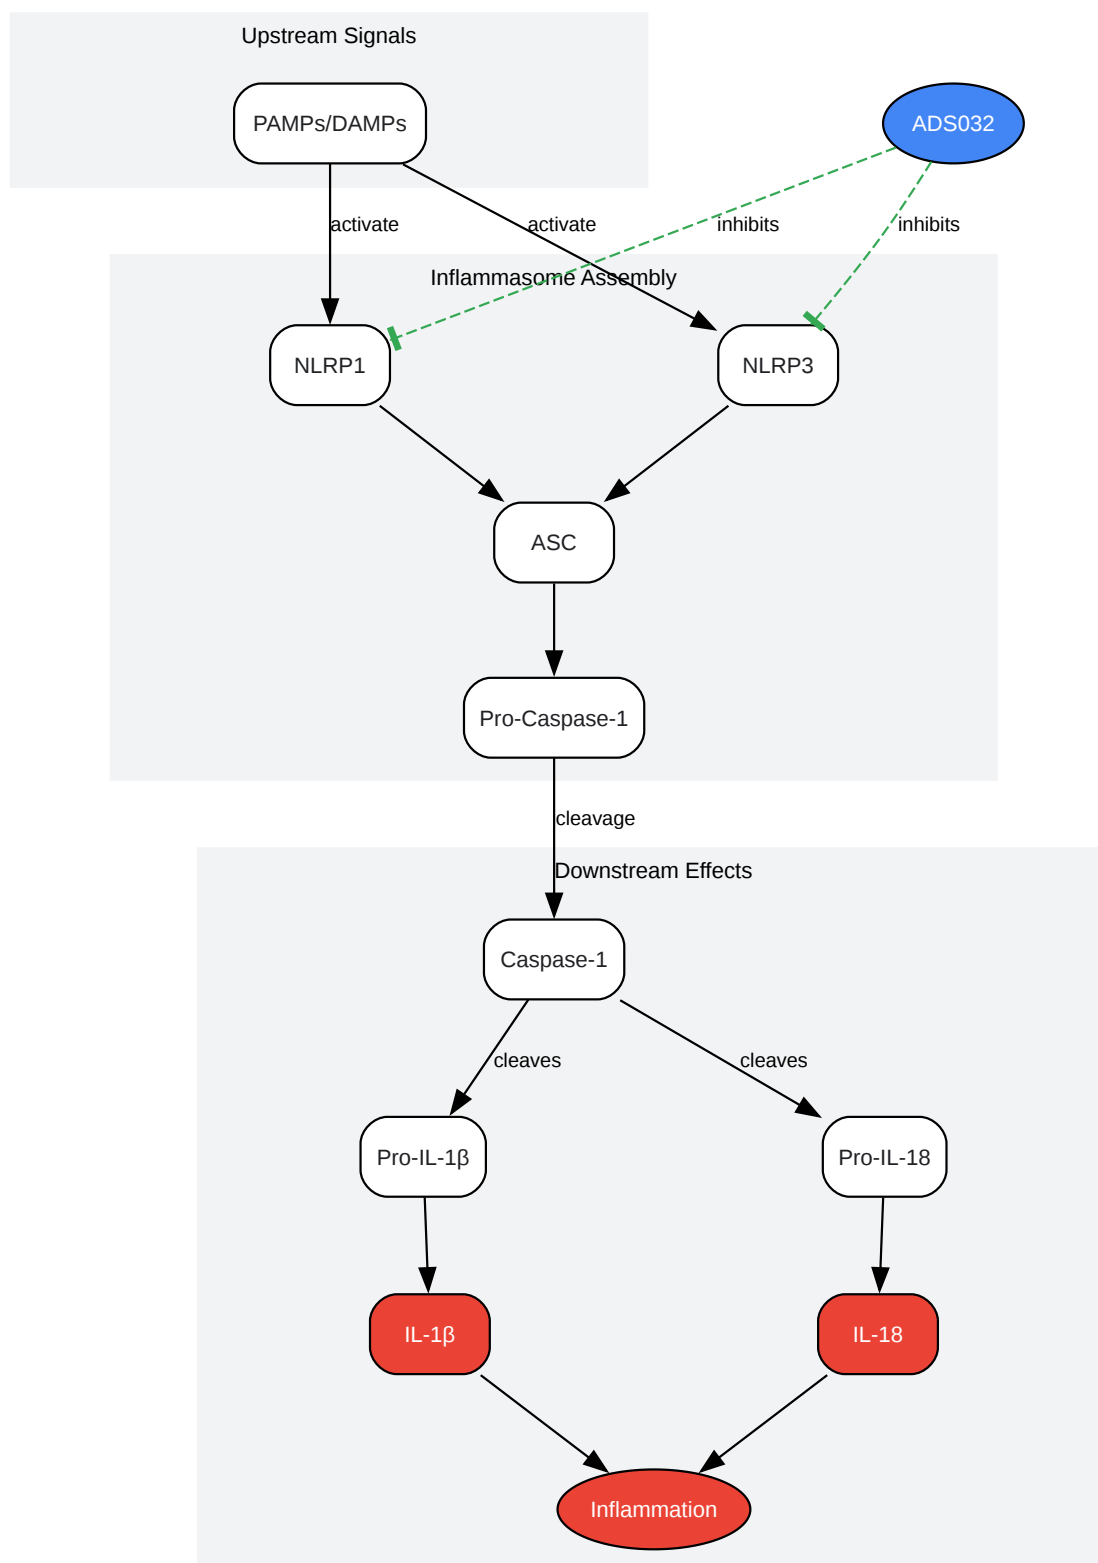 Upstream Signals
PAMPs/DAMPs
ADS032
activate
activate
inhibits
inhibits
Inflammasome Assembly
NLRP1
NLRP3
ASC
Pro-Caspase-1
cleavage
Downstream Effects
Caspase-1
cleaves
cleaves
Pro-IL-1β
Pro-IL-18
IL-1β
IL-18
Inflammation